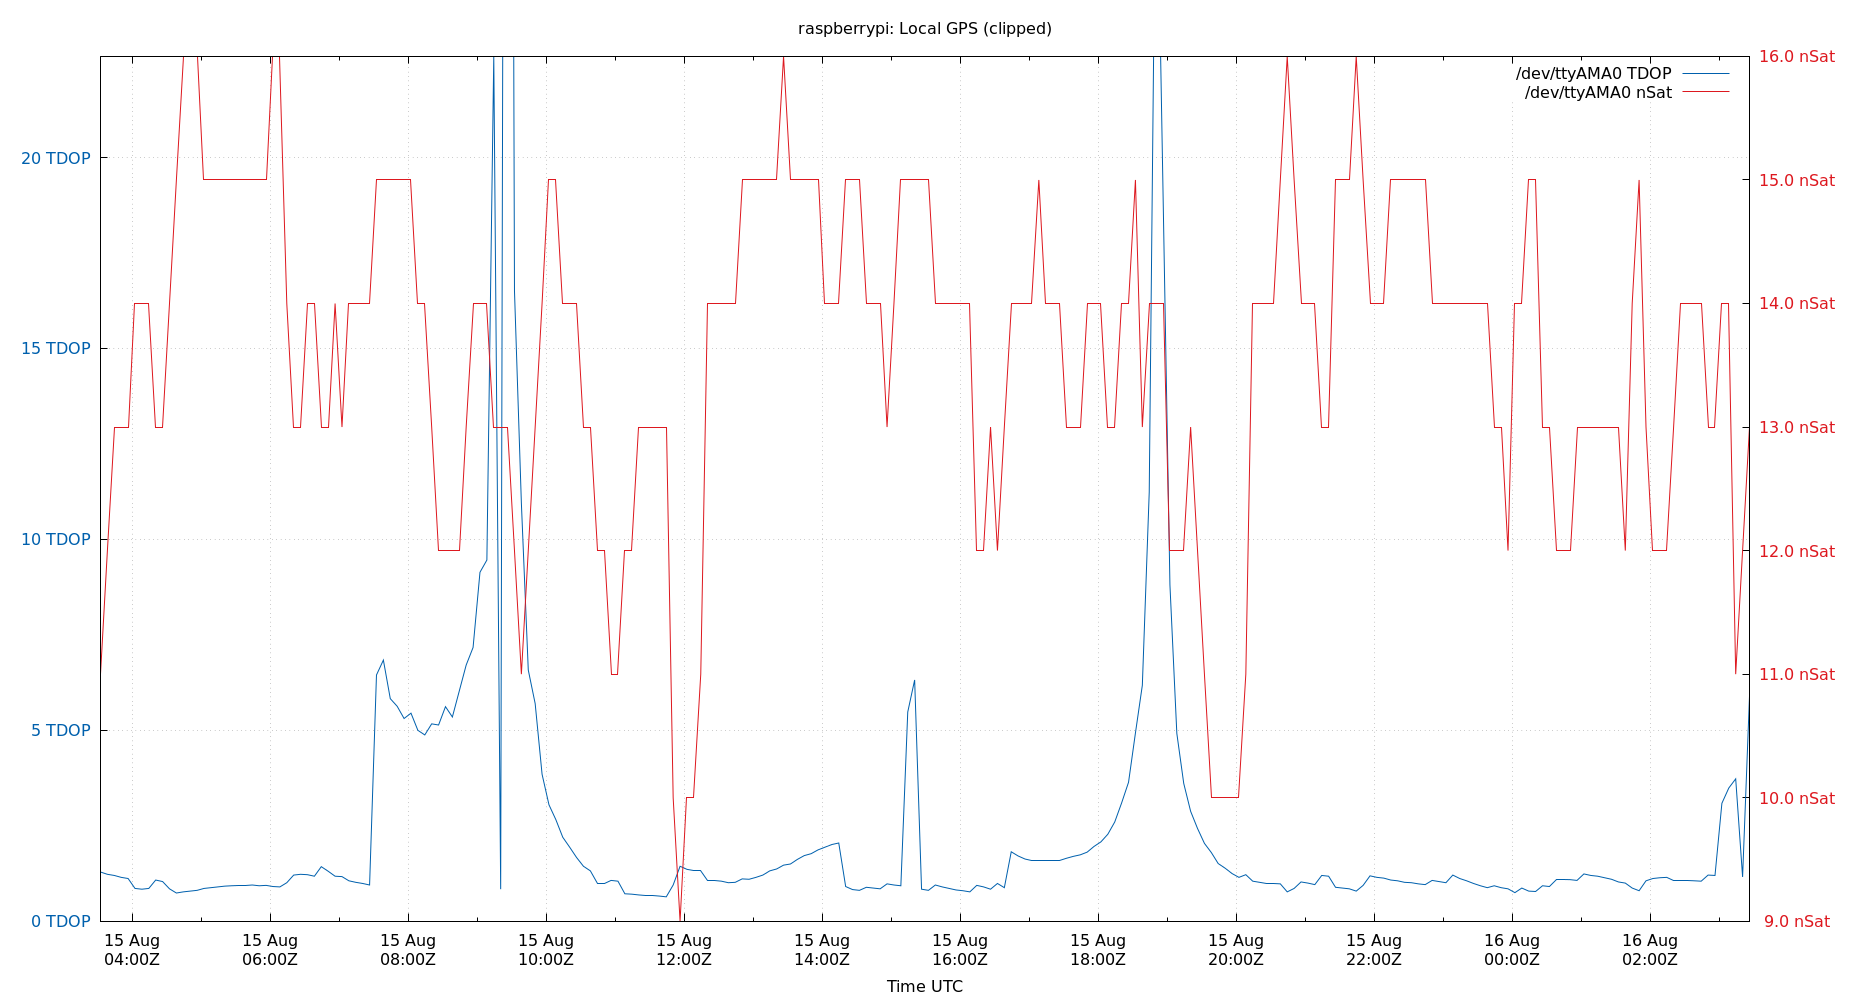 raspberrypi: Local GPS (clipped)
/dev/ttyAMA0 TDOP
/dev/ttyAMA0 nSat
20 TDOP
15 TDOP
10 TDOP
5 TDOP
0 TDOP
16.0 nSat
15.0 nSat
14.0 nSat
13.0 nSat
12.0 nSat
11.0 nSat
10.0 nSat
9.0 nSat
15 Aug 15 Aug 15 Aug 15 Aug 15 Aug 15 Aug 15 Aug 15 Aug 15 Aug 15 Aug 16 Aug 16 Aug
04:00Z 06:00Z 08:00Z 10:00Z 12:00Z 14:00Z 16:00Z 18:00Z 20:00Z 22:00Z 00:00Z 02:00Z
Time UTC